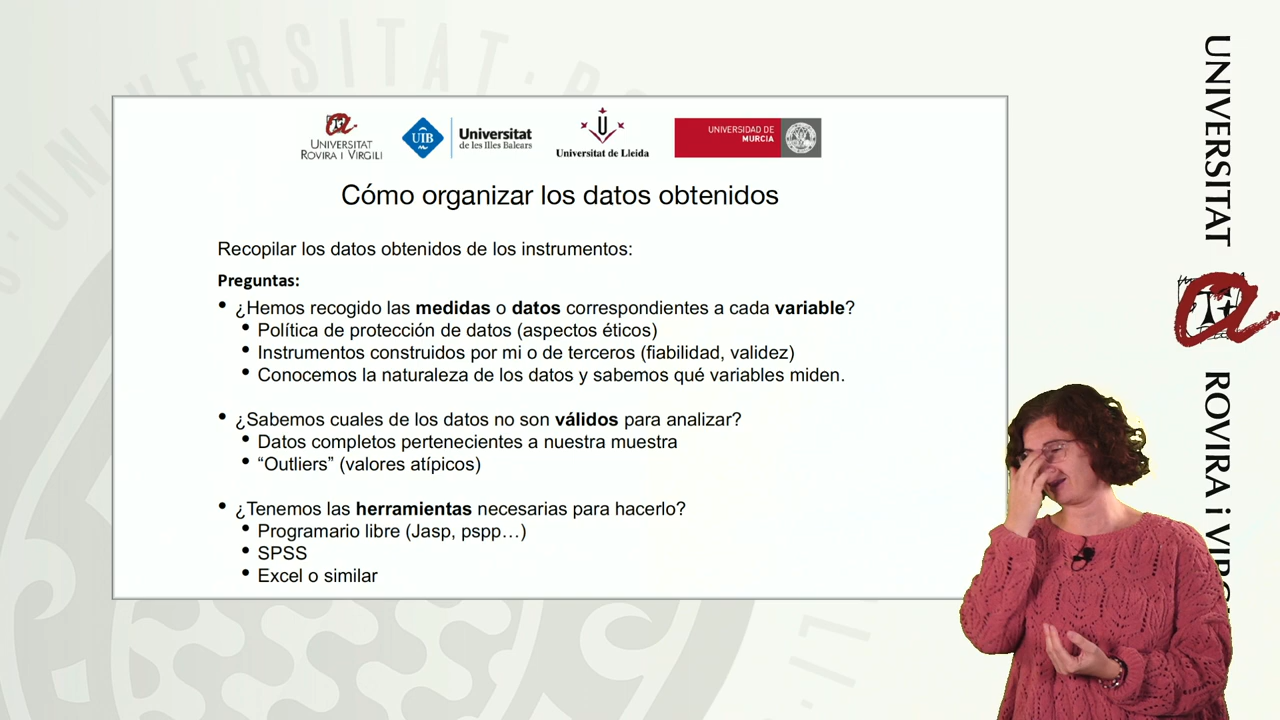 UNIVERSITAT
ROVIRA I VIRGILI
UIB
Universitat
de les Illes Balears
Universitat de Lleida
UNIVERSIDAD DE
MURCIA
Cómo organizar los datos obtenidos
Recopilar los datos obtenidos de los instrumentos:
Preguntas:
• ¿Hemos recogido las medidas o datos correspondientes a cada variable?
• Política de protección de datos (aspectos éticos)
• Instrumentos construidos por mi o de terceros (fiabilidad, validez)
• Conocemos la naturaleza de los datos y sabemos qué variables miden.
• ¿Sabemos cuales de los datos no son válidos para analizar?
• Datos completos pertenecientes a nuestra muestra
• “Outliers” (valores atípicos)
• ¿Tenemos las herramientas necesarias para hacerlo?
• Programario libre (Jasp, pspp…)
• SPSS
• Excel o similar
UNIVERSITAT
ROVIRA i VIRG
UNIVERSITAT · RO